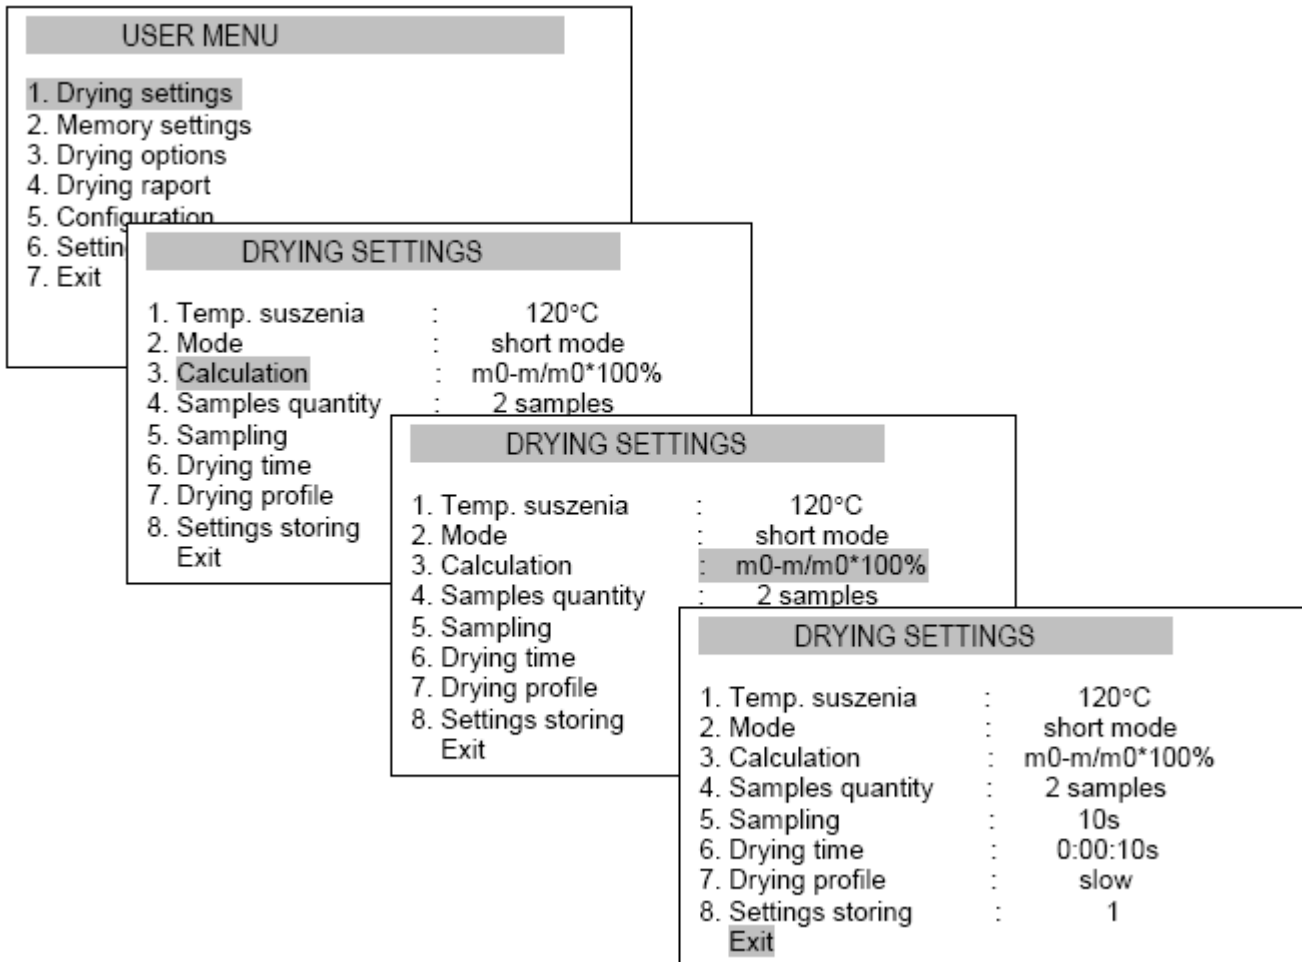 USER MENU
1. Drying settings
2. Memory settings
3. Drying options
4. Drying raport
5. Configuration
6. Settin
7. Exit
DRYING SETTINGS
1. Temp. suszenia : 120°C
2. Mode : short mode
3. Calculation : m0-m/m0*100%
4. Samples quantity : 2 samples
5. Sampling
6. Drying time
7. Drying profile
8. Settings storing
Exit
DRYING SETTINGS
1. Temp. suszenia : 120°C
2. Mode : short mode
3. Calculation : m0-m/m0*100%
4. Samples quantity : 2 samples
5. Sampling
6. Drying time
7. Drying profile
8. Settings storing
Exit
DRYING SETTINGS
1. Temp. suszenia : 120°C
2. Mode : short mode
3. Calculation : m0-m/m0*100%
4. Samples quantity : 2 samples
5. Sampling : 10s
6. Drying time : 0:00:10s
7. Drying profile : slow
8. Settings storing : 1
Exit